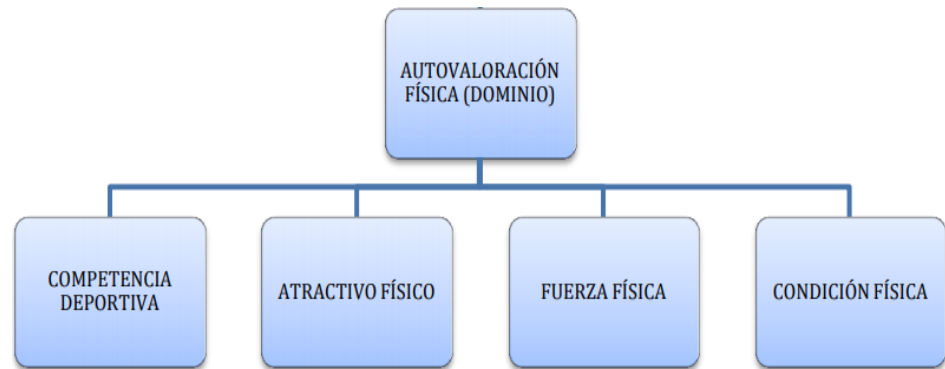 AUTOVALORACIÓN
FÍSICA (DOMINIO)
COMPETENCIA
DEPORTIVA
ATRACTIVO FÍSICO
FUERZA FÍSICA
CONDICIÓN FÍSICA